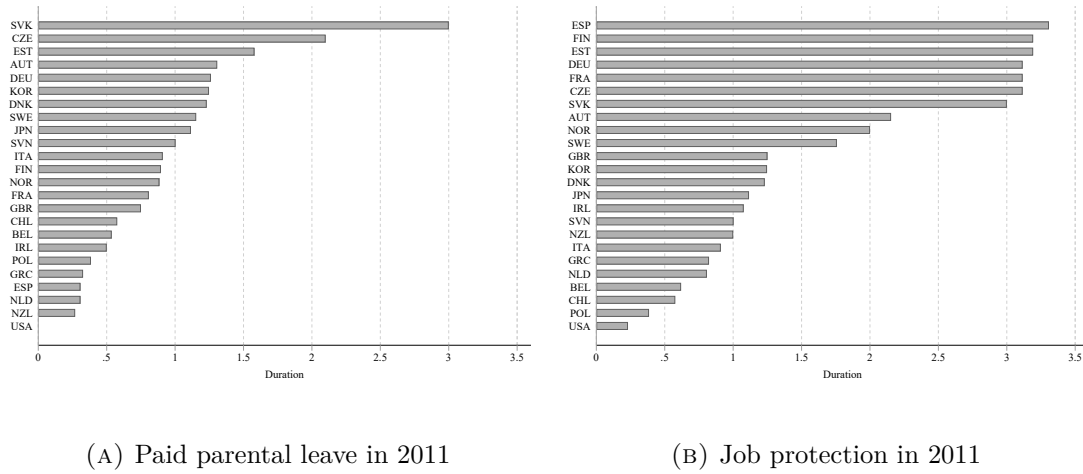 SVK
CZE
EST
AUT
DEU
KOR
DNK
SWE
JPN
SVN
ITA
FIN
NOR
FRA
GBR
CHL
BEL
IRL
POL
GRC
ESP
NLD
NZL
USA
0 .5 1 1.5 2 2.5 3 3.5
Duration
(A) Paid parental leave in 2011
ESP
FIN
EST
DEU
FRA
CZE
SVK
AUT
NOR
SWE
GBR
KOR
DNK
JPN
IRL
SVN
NZL
ITA
GRC
NLD
BEL
CHL
POL
USA
0 .5 1 1.5 2 2.5 3 3.5
Duration
(B) Job protection in 2011